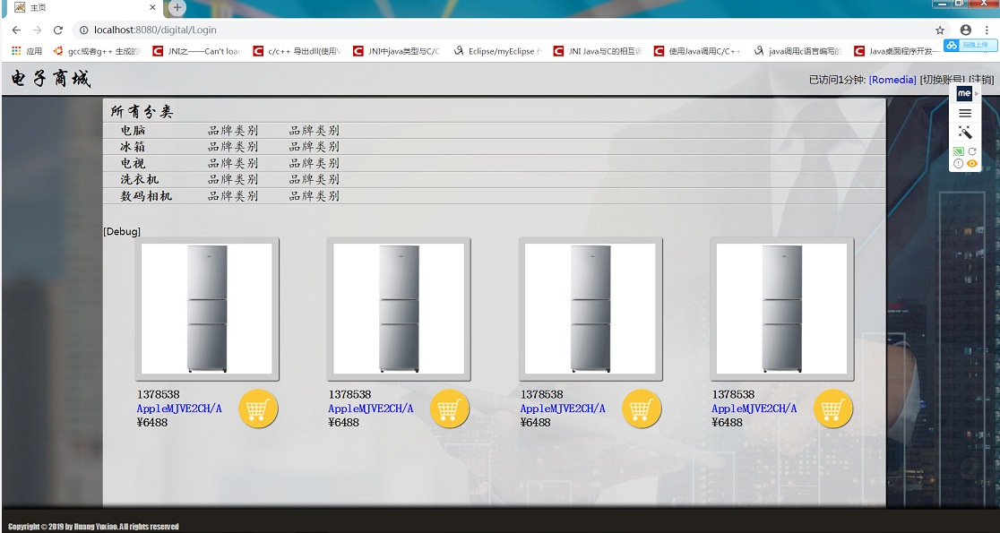 主页
localhost:8080/digital/Login
应用 gcc或者g++ 生成的 JNI之——Can't loac c/c++ 导出dll(使用V JNI中java类型与C/C JNI Java与C的相互调 使用Java调用C/C++ java调用c语言编写的 Java桌面程序开发—
Eclipse/myEclipse
拖拽上传
电子商城
已访问1分钟: [Romedia] [切换账号] [注销]
me
所有分类
电脑 品牌类别 品牌类别
冰箱 品牌类别 品牌类别
电视 品牌类别 品牌类别
洗衣机 品牌类别 品牌类别
数码相机 品牌类别 品牌类别
[Debug]
1378538 1378538 1378538 1378538
AppleMJVE2CH/A AppleMJVE2CH/A AppleMJVE2CH/A AppleMJVE2CH/A
¥6488 ¥6488 ¥6488 ¥6488
Copyright © 2019 by Huang Yuxiao. All rights reserved